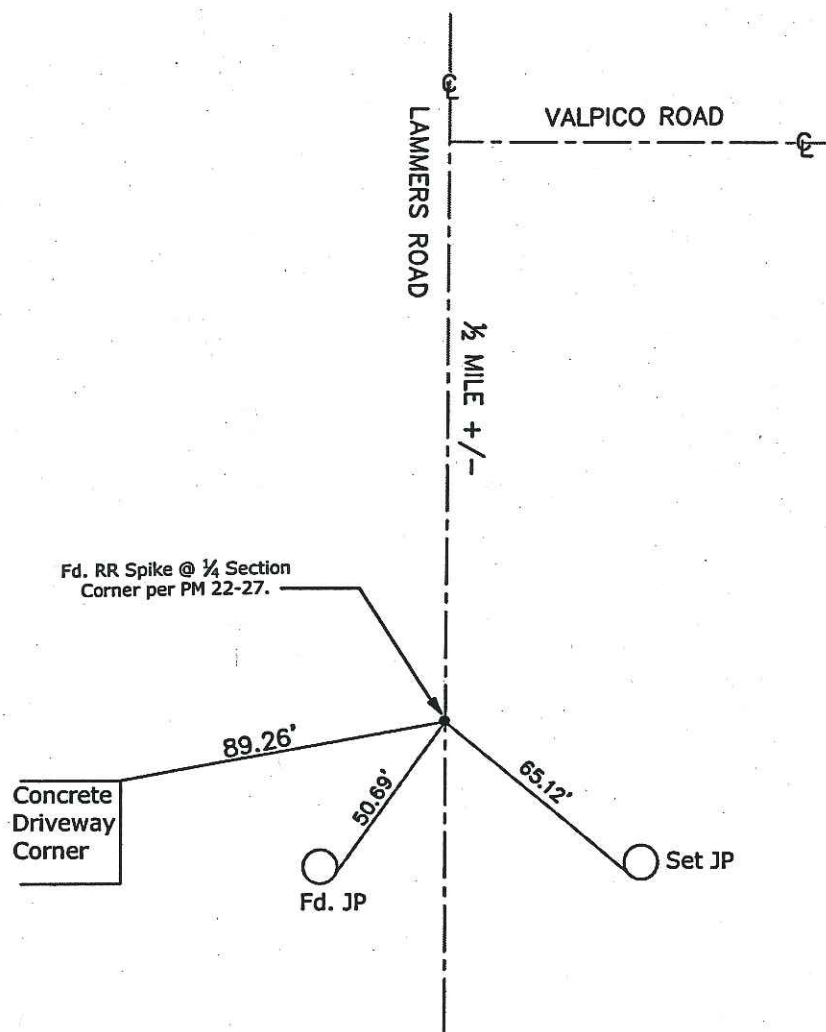 ℄
VALPICO ROAD
℄
LAMMERS ROAD
½ MILE +/-
Fd. RR Spike @ ¼ Section
Corner per PM 22-27.
89.26'
50.69'
65.12'
Concrete
Driveway
Corner
Fd. JP
Set JP